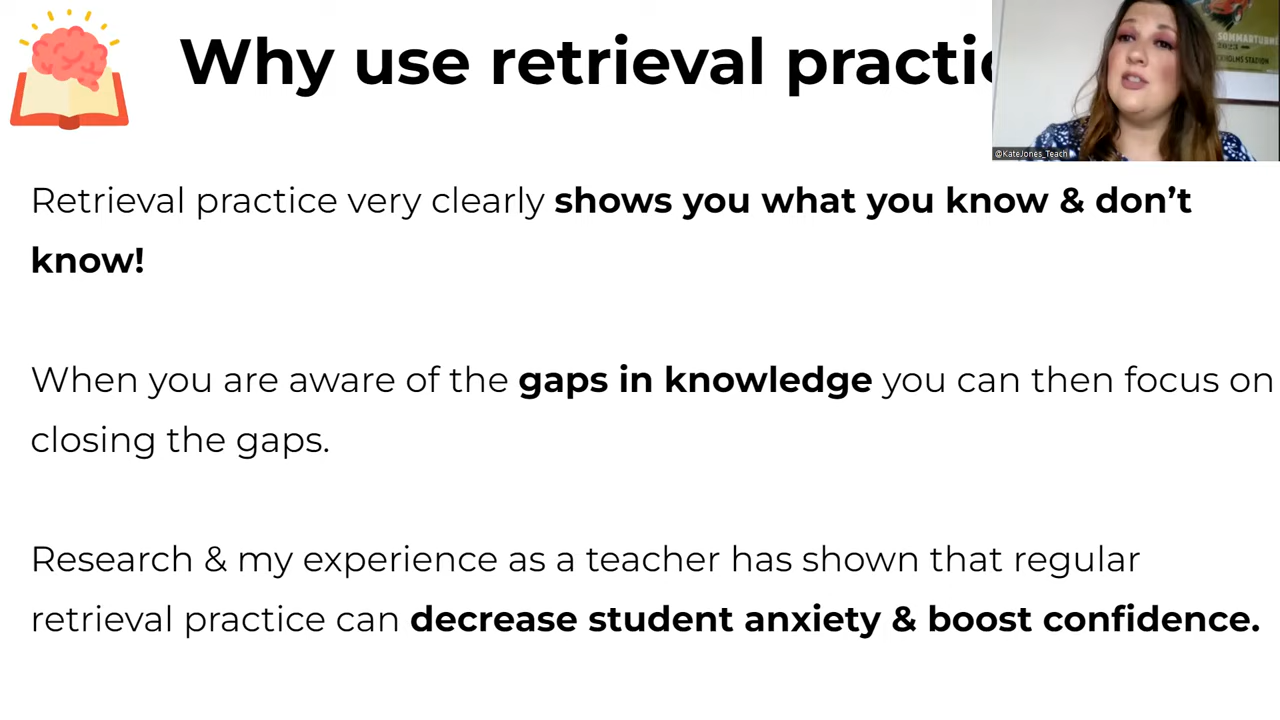 Why use retrieval practic
SOMMARTURNÉ
2023
@KateJones_Teach
Retrieval practice very clearly shows you what you know & don't
know!
When you are aware of the gaps in knowledge you can then focus on
closing the gaps.
Research & my experience as a teacher has shown that regular
retrieval practice can decrease student anxiety & boost confidence.